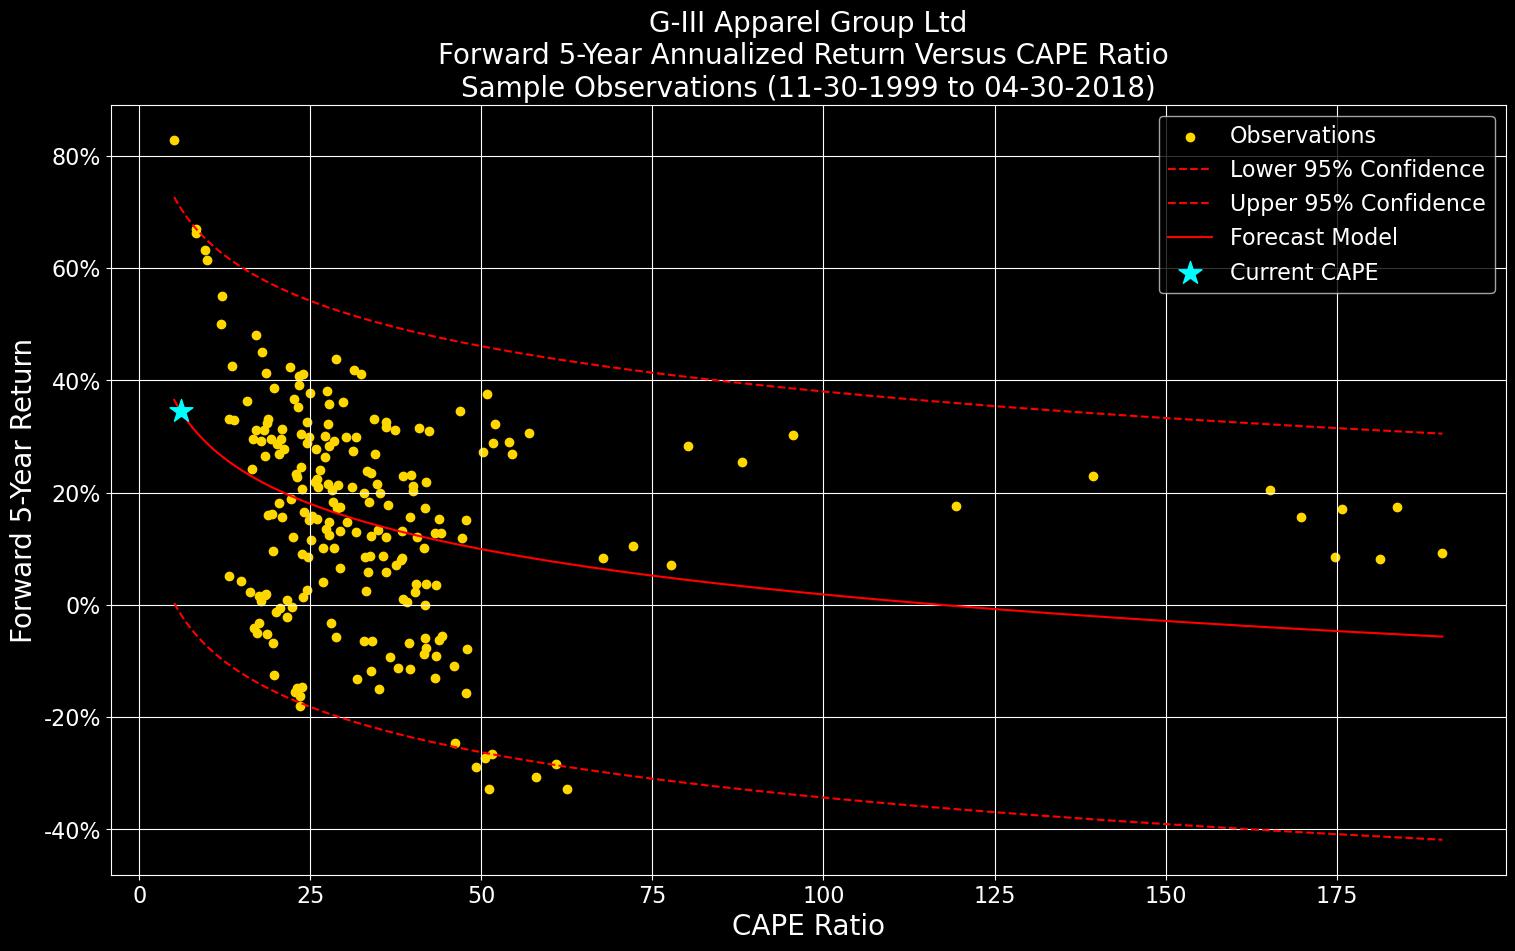 G-III Apparel Group Ltd
Forward 5-Year Annualized Return Versus CAPE Ratio
Sample Observations (11-30-1999 to 04-30-2018)
Observations
Lower 95% Confidence
Upper 95% Confidence
Forecast Model
Current CAPE
Forward 5-Year Return
80%
60%
40%
20%
0%
-20%
-40%
0 25 50 75 100 125 150 175
CAPE Ratio